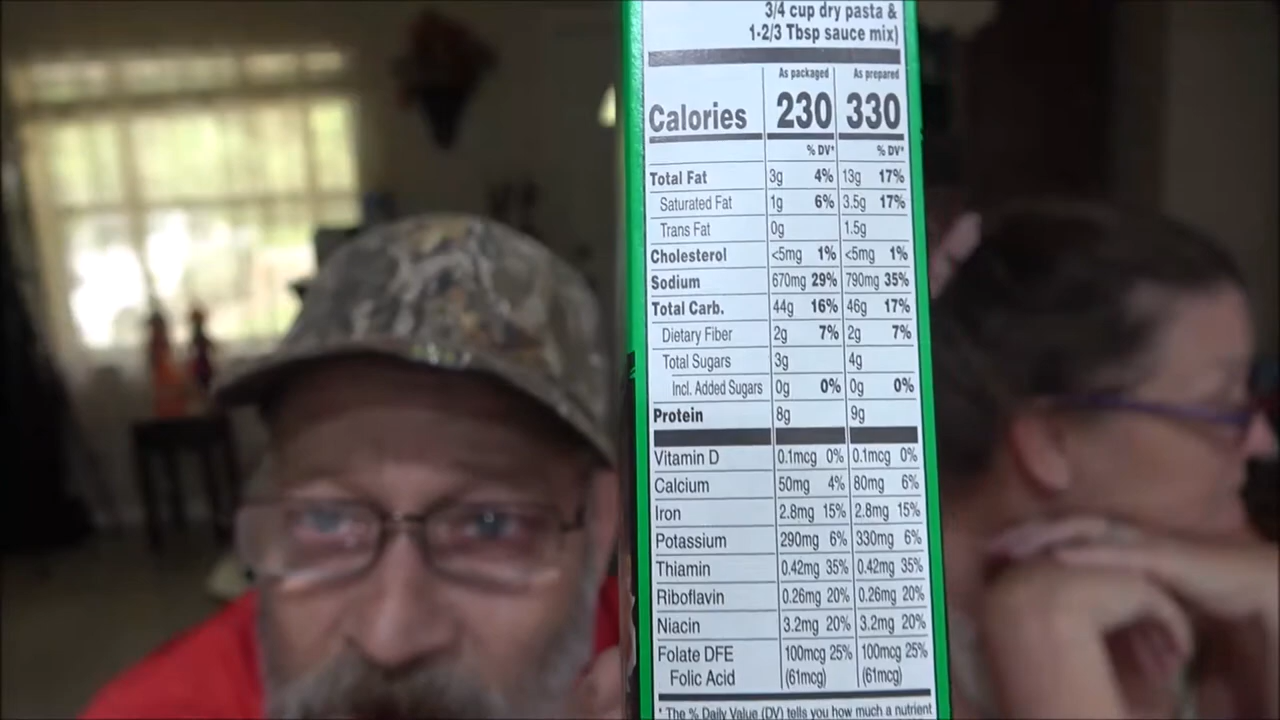 3/4 cup dry pasta &
1-2/3 Tbsp sauce mix)
As packaged As prepared
Calories 230 330
% DV* % DV*
Total Fat 3g 4% 13g 17%
Saturated Fat 1g 6% 3.5g 17%
Trans Fat 0g 1.5g
Cholesterol <5mg 1% <5mg 1%
Sodium 670mg 29% 790mg 35%
Total Carb. 44g 16% 46g 17%
Dietary Fiber 2g 7% 2g 7%
Total Sugars 3g 4g
Incl. Added Sugars 0g 0% 0g 0%
Protein 8g 9g
Vitamin D 0.1mcg 0% 0.1mcg 0%
Calcium 50mg 4% 80mg 6%
Iron 2.8mg 15% 2.8mg 15%
Potassium 290mg 6% 330mg 6%
Thiamin 0.42mg 35% 0.42mg 35%
Riboflavin 0.26mg 20% 0.26mg 20%
Niacin 3.2mg 20% 3.2mg 20%
Folate DFE 100mcg 25% 100mcg 25%
Folic Acid (61mcg) (61mcg)
* The % Daily Value (DV) tells you how much a nutrient